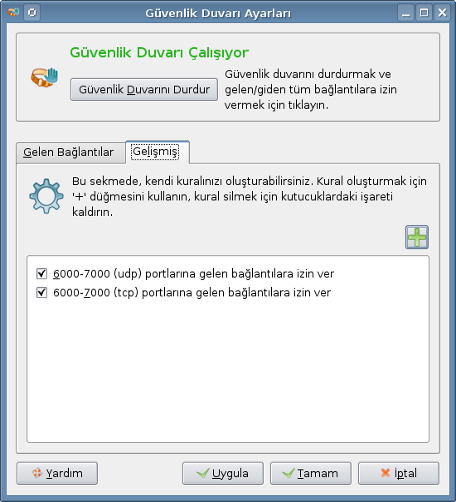 Güvenlik Duvarı Ayarları
Güvenlik Duvarı Çalışıyor
Güvenlik Duvarını Durdur
Güvenlik duvarını durdurmak ve
gelen/giden tüm bağlantılara izin
vermek için tıklayın.
Gelen Bağlantılar
Gelişmiş
Bu sekmede, kendi kuralınızı oluşturabilirsiniz. Kural oluşturmak için
'+' düğmesini kullanın, kural silmek için kutucuklardaki işareti
kaldırın.
6000-7000 (udp) portlarına gelen bağlantılara izin ver
6000-7000 (tcp) portlarına gelen bağlantılara izin ver
Yardım
Uygula
Tamam
İptal